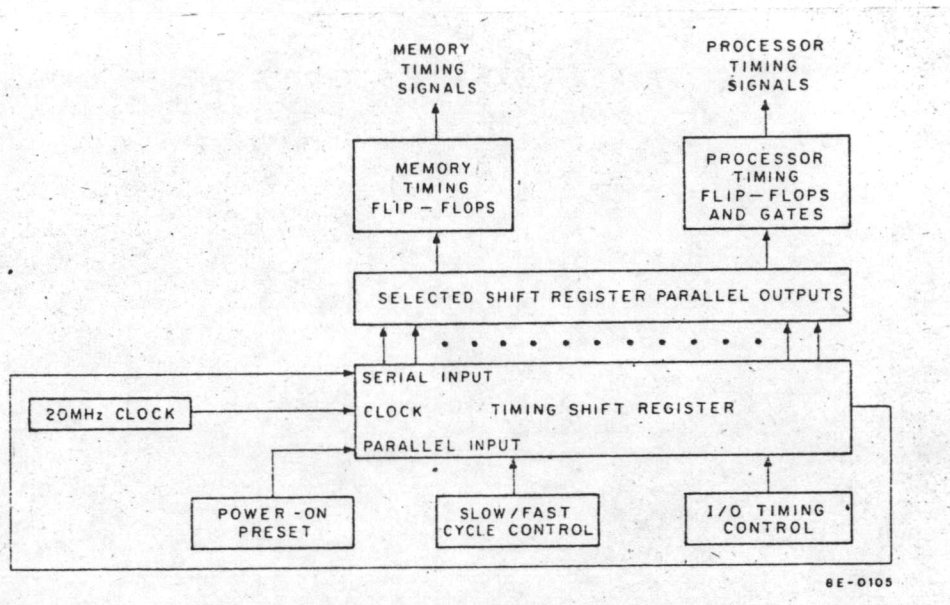 MEMORY
TIMING
SIGNALS
PROCESSOR
TIMING
SIGNALS
MEMORY
TIMING
FLIP-FLOPS
PROCESSOR
TIMING
FLIP-FLOPS
AND GATES
SELECTED SHIFT REGISTER PARALLEL OUTPUTS
SERIAL INPUT
20MHz CLOCK
CLOCK
TIMING SHIFT REGISTER
PARALLEL INPUT
POWER-ON
PRESET
SLOW/FAST
CYCLE CONTROL
I/O TIMING
CONTROL
8E-0105